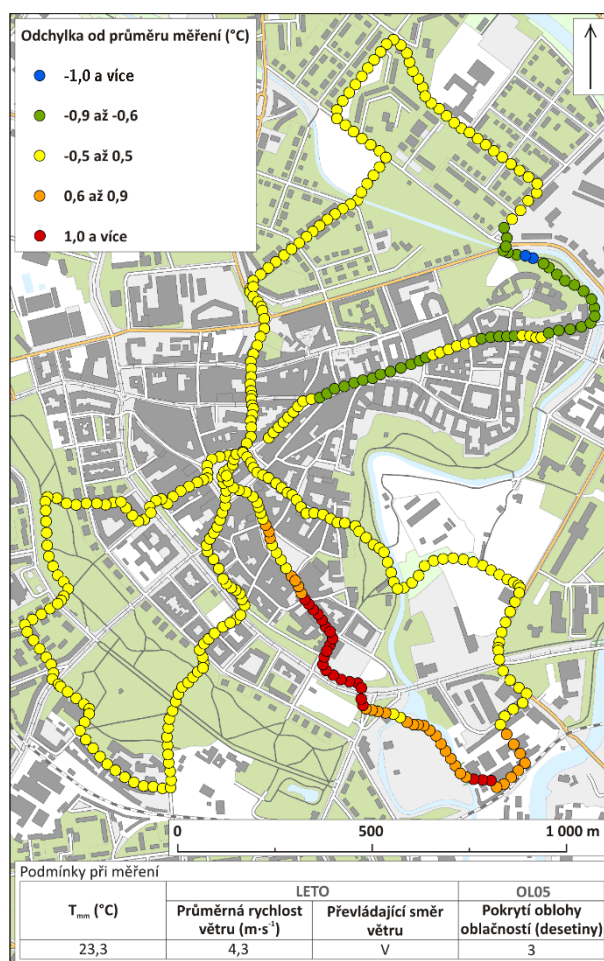 Odchylka od průměru měření (°C)
-1,0 a více
-0,9 až -0,6
-0,5 až 0,5
0,6 až 0,9
1,0 a více
0 500 1 000 m
Podmínky při měření
LETO OL05
Tmm (°C) Průměrná rychlost větru (m·s-1) Převládající směr větru Pokrytí oblohy oblačností (desetiny)
23,3 4,3 V 3